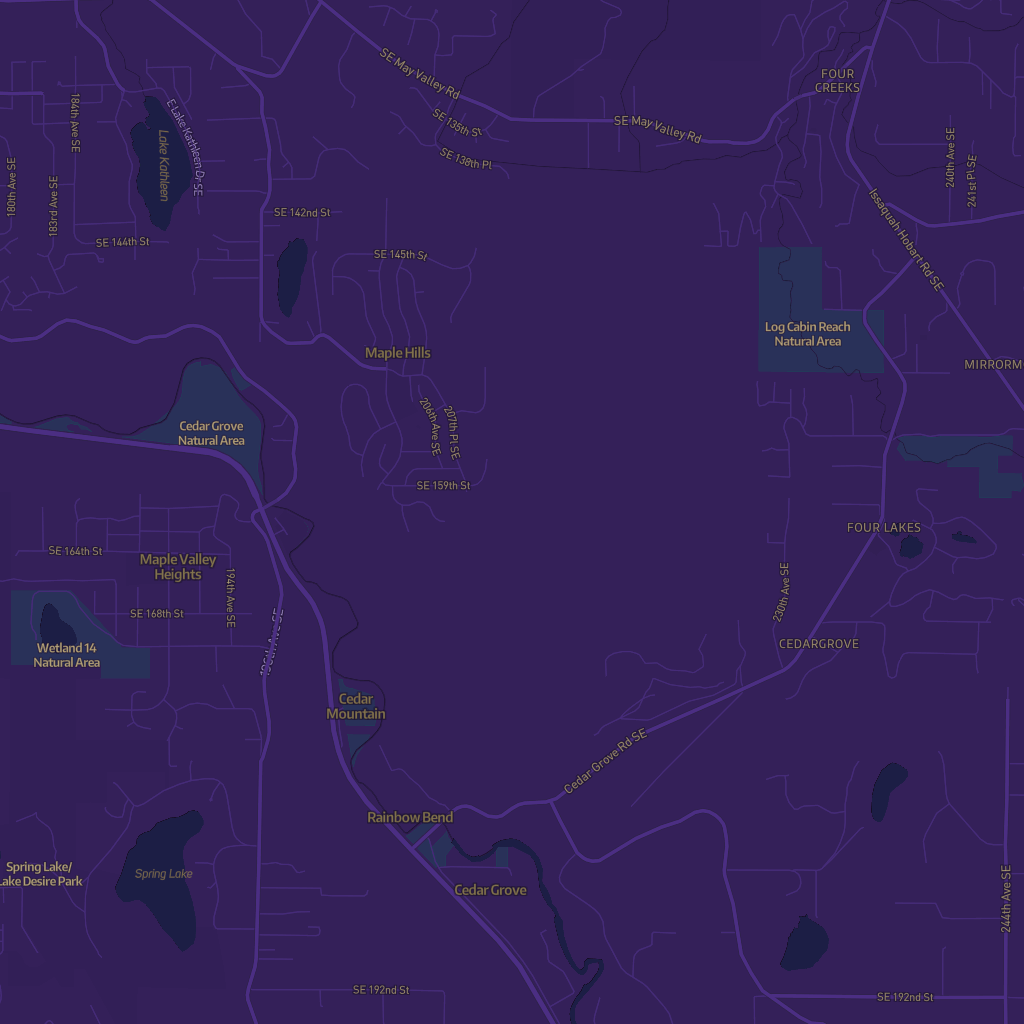 SE May Valley Rd
FOUR
CREEKS
184th Ave SE
E Lake Kathleen Dr SE
SE 135th St
SE May Valley Rd
Lake Kathleen
SE 138th Pl
240th Ave SE
241st Pl SE
180th Ave SE
183rd Ave SE
SE 142nd St
Issaquah-Hobart Rd SE
SE 144th St
SE 145th St
Log Cabin Reach
Natural Area
Maple Hills
MIRRORM
206th Ave SE
207th Pl SE
Cedar Grove
Natural Area
SE 159th St
FOUR LAKES
SE 164th St
Maple Valley
Heights
194th Ave SE
230th Ave SE
SE 168th St
196th Ave SE
Wetland 14
Natural Area
CEDARGROVE
Cedar
Mountain
Cedar Grove Rd SE
Rainbow Bend
Spring Lake/
Lake Desire Park
Spring Lake
Cedar Grove
244th Ave SE
SE 192nd St
SE 192nd St